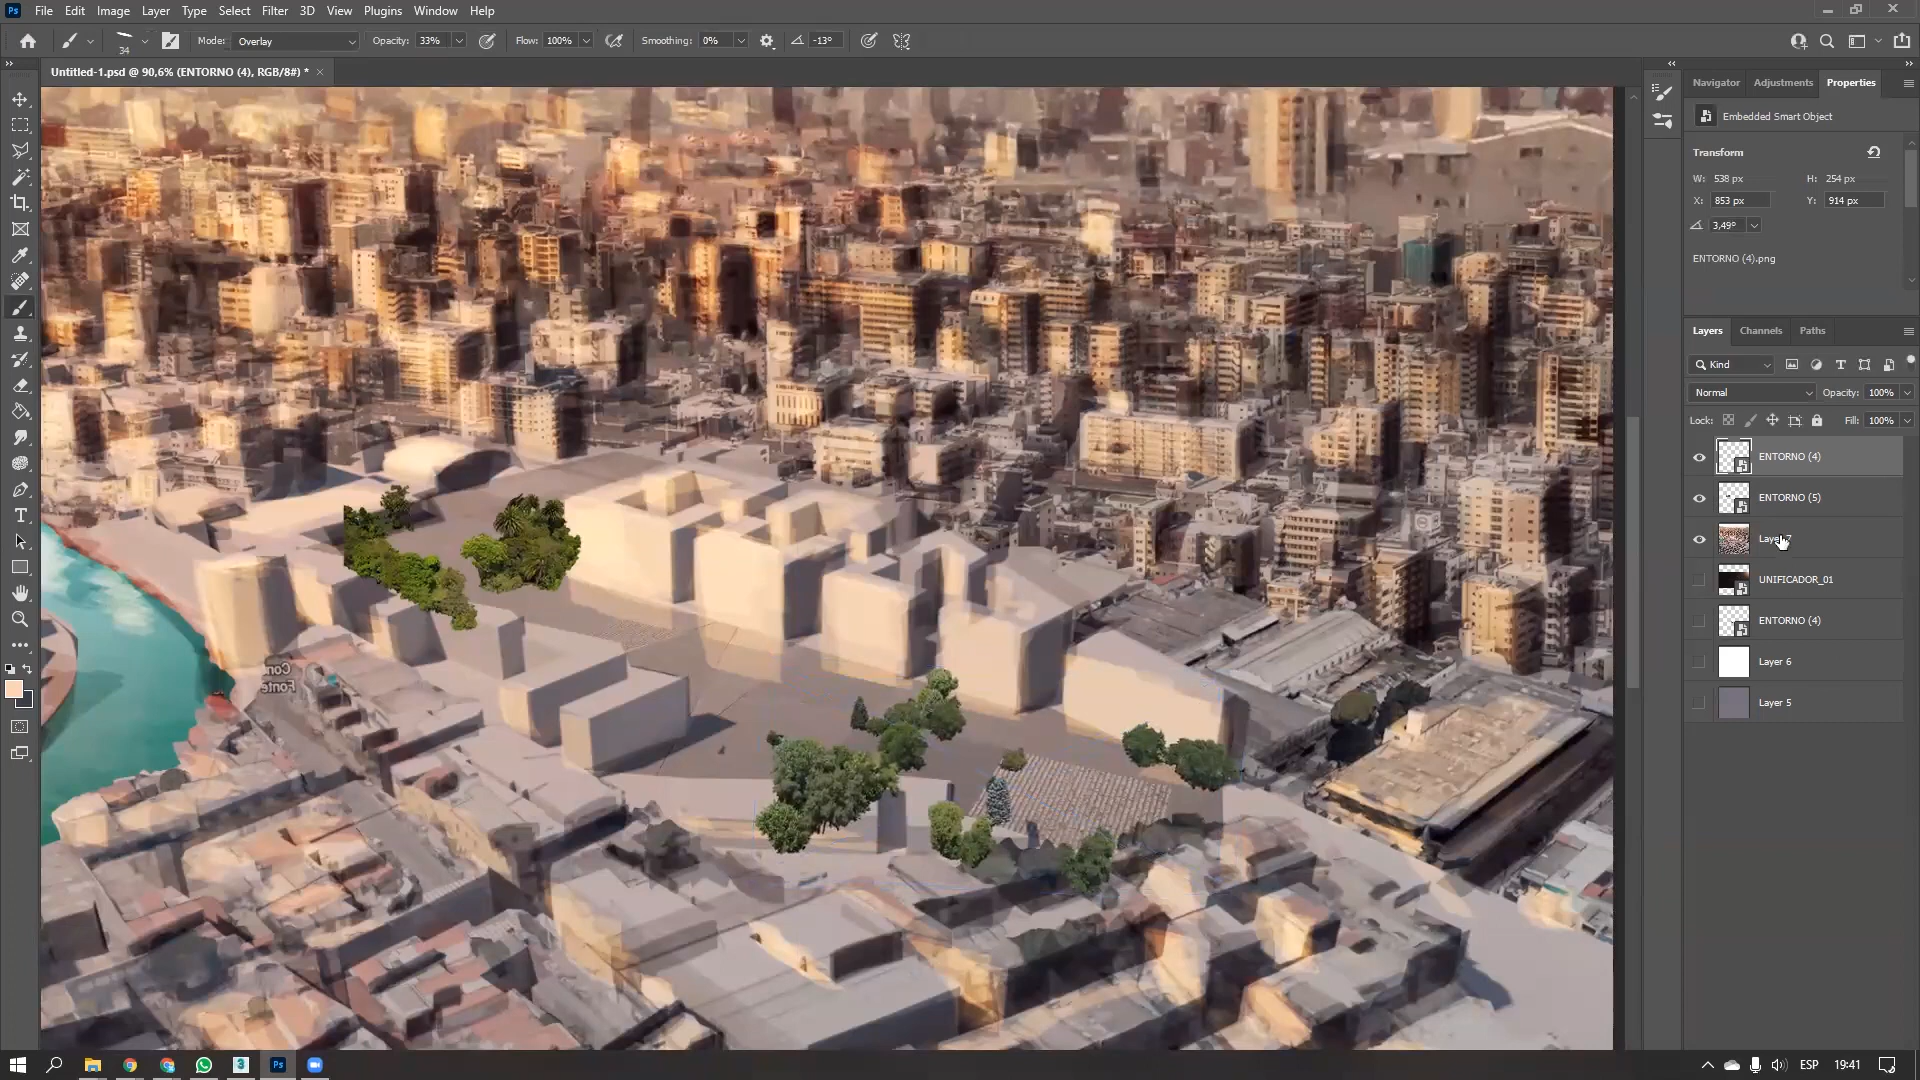 Ps File Edit Image Layer Type Select Filter 3D View Plugins Window Help
34 Mode: Overlay Opacity: 33% Flow: 100% Smoothing: 0% -13°
Untitled-1.psd @ 90,6% (ENTORNO (4), RGB/8#) * ×
Navigator Adjustments Properties
Embedded Smart Object
Transform
W: 538 px H: 254 px
X: 853 px Y: 914 px
3,49°
ENTORNO (4).png
Layers Channels Paths
Kind
Normal Opacity: 100%
Lock: Fill: 100%
ENTORNO (4)
ENTORNO (5)
Layer 7
UNIFICADOR_01
ENTORNO (4)
Layer 6
Layer 5
3 Ps
ESP 19:41